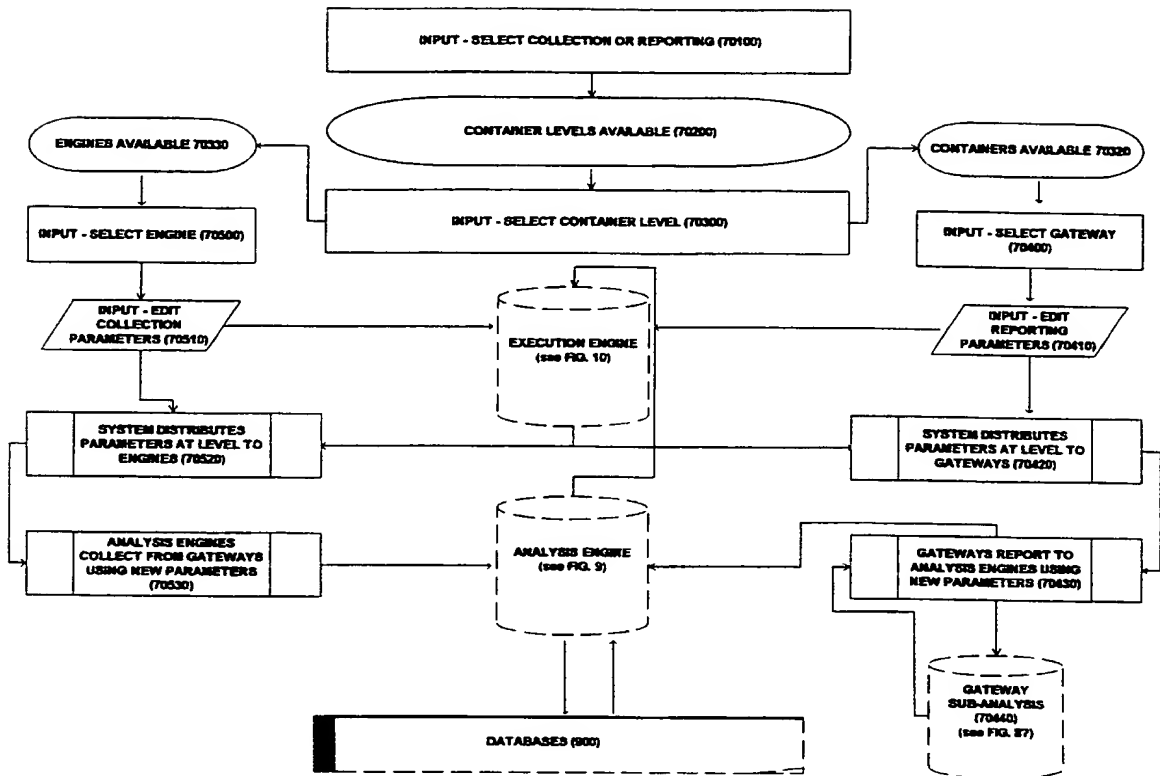 INPUT - SELECT COLLECTION OR REPORTING (70100)
CONTAINER LEVELS AVAILABLE (70200)
ENGINES AVAILABLE 70330
CONTAINERS AVAILABLE 70320
INPUT - SELECT CONTAINER LEVEL (70300)
INPUT - SELECT ENGINE (70500)
INPUT - SELECT GATEWAY
(70400)
INPUT - EDIT
COLLECTION
PARAMETERS (70510)
EXECUTION ENGINE
(see FIG. 10)
INPUT - EDIT
REPORTING
PARAMETERS (70410)
SYSTEM DISTRIBUTES
PARAMETERS AT LEVEL TO
ENGINES (70520)
SYSTEM DISTRIBUTES
PARAMETERS AT LEVEL TO
GATEWAYS (70420)
ANALYSIS ENGINES
COLLECT FROM GATEWAYS
USING NEW PARAMETERS
(70530)
ANALYSIS ENGINE
(see FIG. 9)
GATEWAYS REPORT TO
ANALYSIS ENGINES USING
NEW PARAMETERS (70430)
GATEWAY
SUB-ANALYSIS
(70440)
(see FIG. 87)
DATABASES (900)